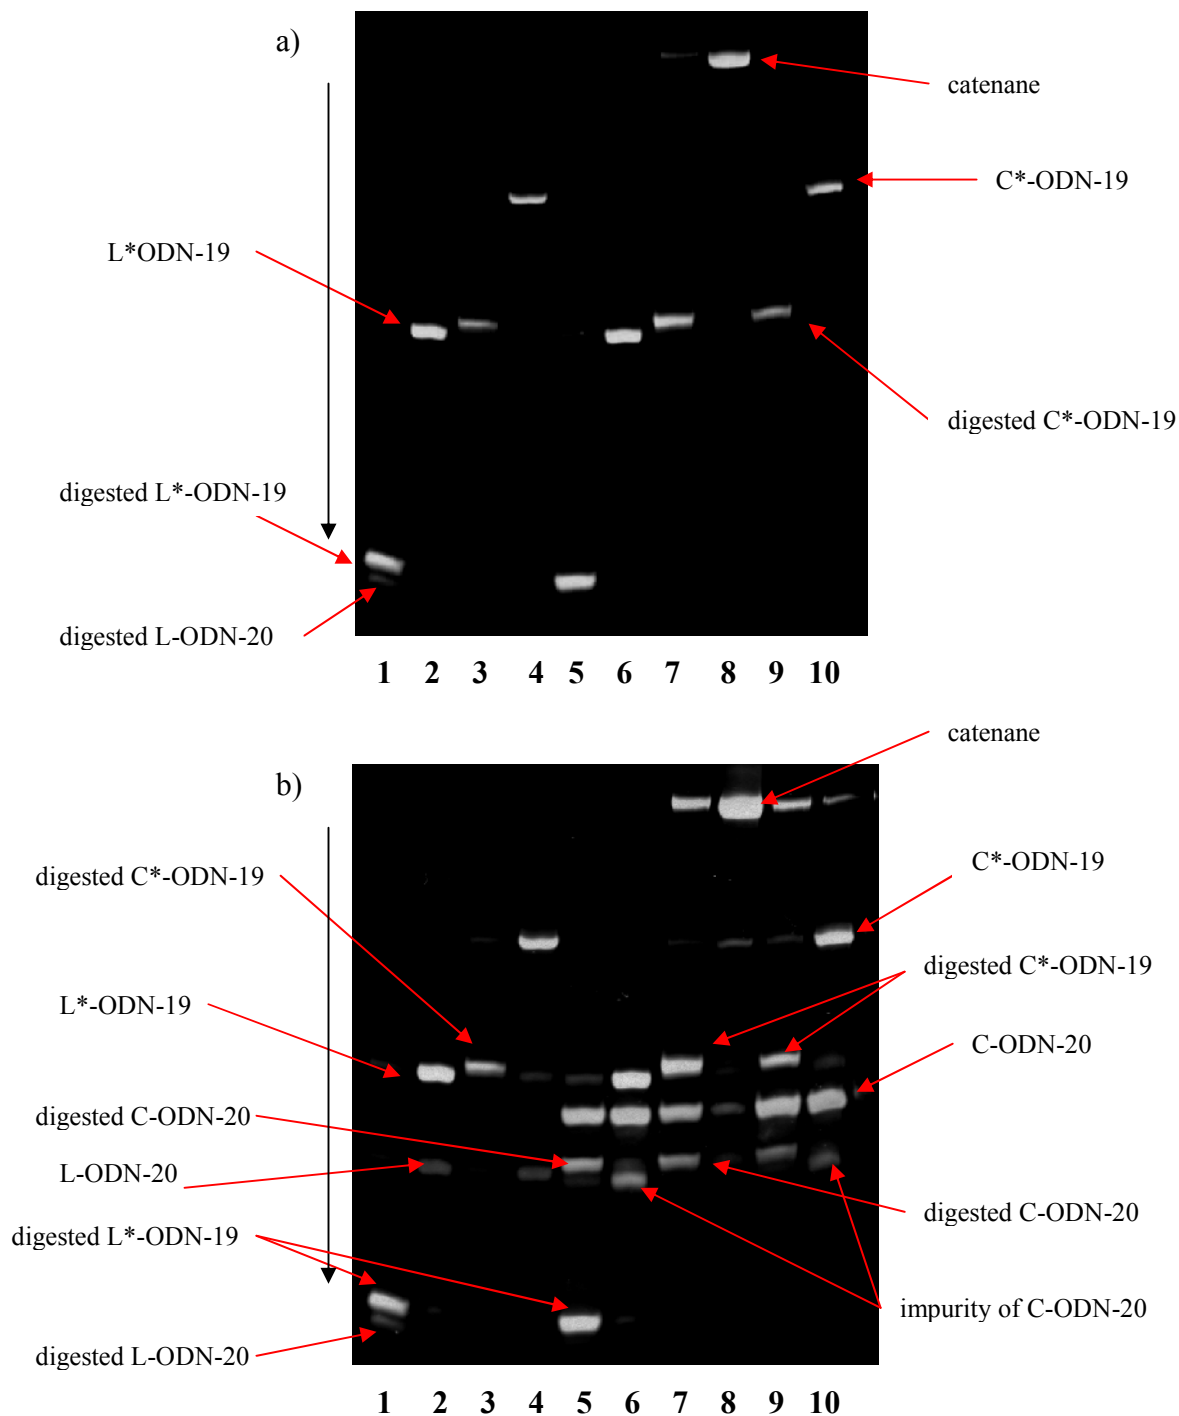 a)
catenane
C*-ODN-19
L*ODN-19
digested C*-ODN-19
digested L*-ODN-19
digested L-ODN-20
1 2 3 4 5 6 7 8 9 10
catenane
b)
digested C*-ODN-19
C*-ODN-19
digested C*-ODN-19
L*-ODN-19
C-ODN-20
digested C-ODN-20
L-ODN-20
digested C-ODN-20
digested L*-ODN-19
impurity of C-ODN-20
digested L-ODN-20
1 2 3 4 5 6 7 8 9 10